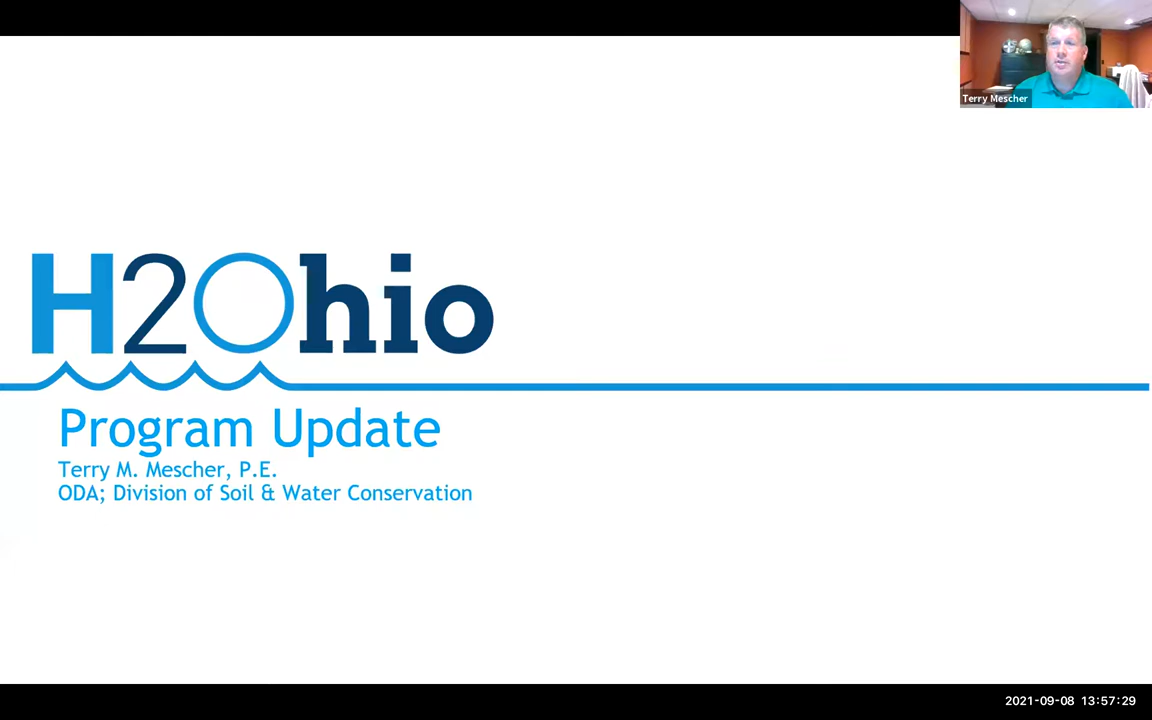 Terry Mescher
H2Ohio
Program Update
Terry M. Mescher, P.E.
ODA; Division of Soil & Water Conservation
2021-09-08 13:57:29